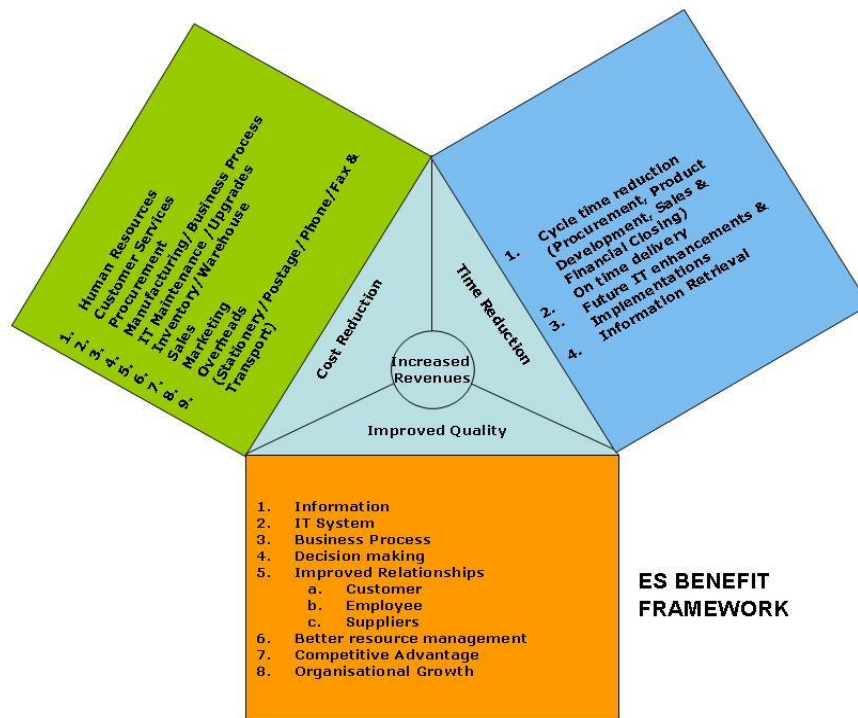 1. Human Resources
2. Customer Services
3. Procurement
4. Manufacturing/Business Process
5. IT Maintenance /Upgrades
6. Inventory/Warehouse
7. Sales
8. Marketing
9. Overheads
(Stationery/Postage/Phone/Fax &
Transport)
1. Cycle time reduction
(Procurement, Product
Development, Sales &
Financial Closing)
2. On time delivery
3. Future IT enhancements &
Implementations
4. Information Retrieval
Cost Reduction
Time Reduction
Increased
Revenues
Improved Quality
1. Information
2. IT System
3. Business Process
4. Decision making
5. Improved Relationships
a. Customer
b. Employee
c. Suppliers
6. Better resource management
7. Competitive Advantage
8. Organisational Growth
ES BENEFIT
FRAMEWORK